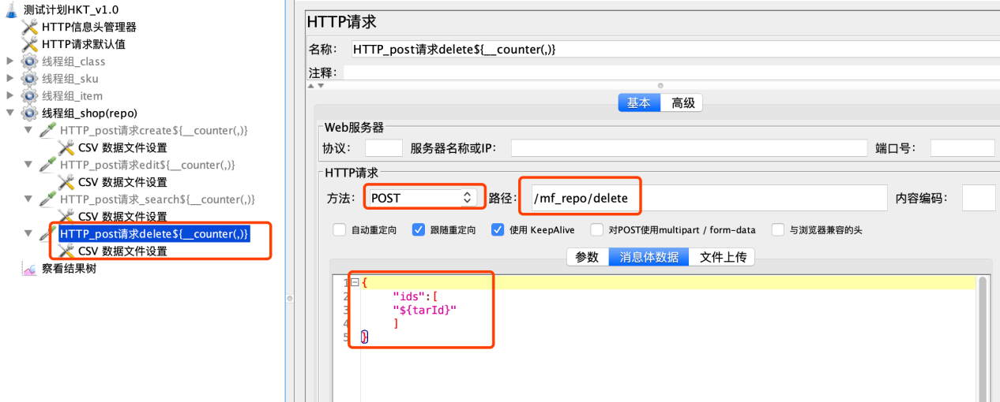 测试计划HKT_v1.0
HTTP信息头管理器
HTTP请求默认值
线程组_class
线程组_sku
线程组_item
线程组_shop(repo)
HTTP_post请求create${__counter(,)}
CSV 数据文件设置
HTTP_post请求edit${__counter(,)}
CSV 数据文件设置
HTTP_post请求_search${__counter(,)}
CSV 数据文件设置
HTTP_post请求delete${__counter(,)}
CSV 数据文件设置
察看结果树
HTTP请求
名称： HTTP_post请求delete${__counter(,)}
注释：
基本 高级
Web服务器
协议： 服务器名称或IP： 端口号：
HTTP请求
方法： POST 路径： /mf_repo/delete 内容编码：
自动重定向 跟随重定向 使用 KeepAlive 对POST使用multipart / form-data 与浏览器兼容的头
参数 消息体数据 文件上传
1 {
2 "ids":[
3 "${tarId}"
4 ]
5 }